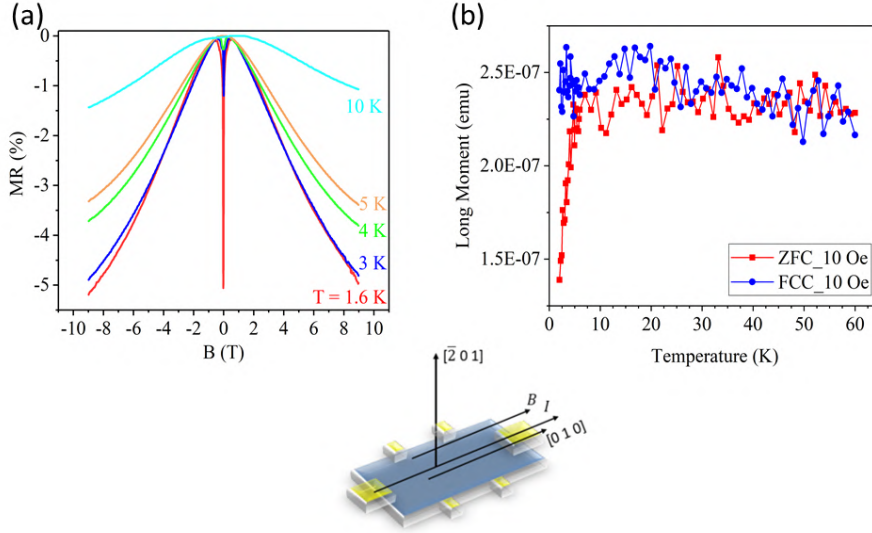 (a)
0
-1
-2
-3
-4
-5
MR (%)
10 K
5 K
4 K
3 K
T = 1.6 K
-10 -8 -6 -4 -2 0 2 4 6 8 10
B (T)
(b)
2.5E-07
2.0E-07
1.5E-07
Long Moment (emu)
ZFC_10 Oe
FCC_10 Oe
0 10 20 30 40 50 60
Temperature (K)
[2̅ 0 1]
B
I
[0 1 0]